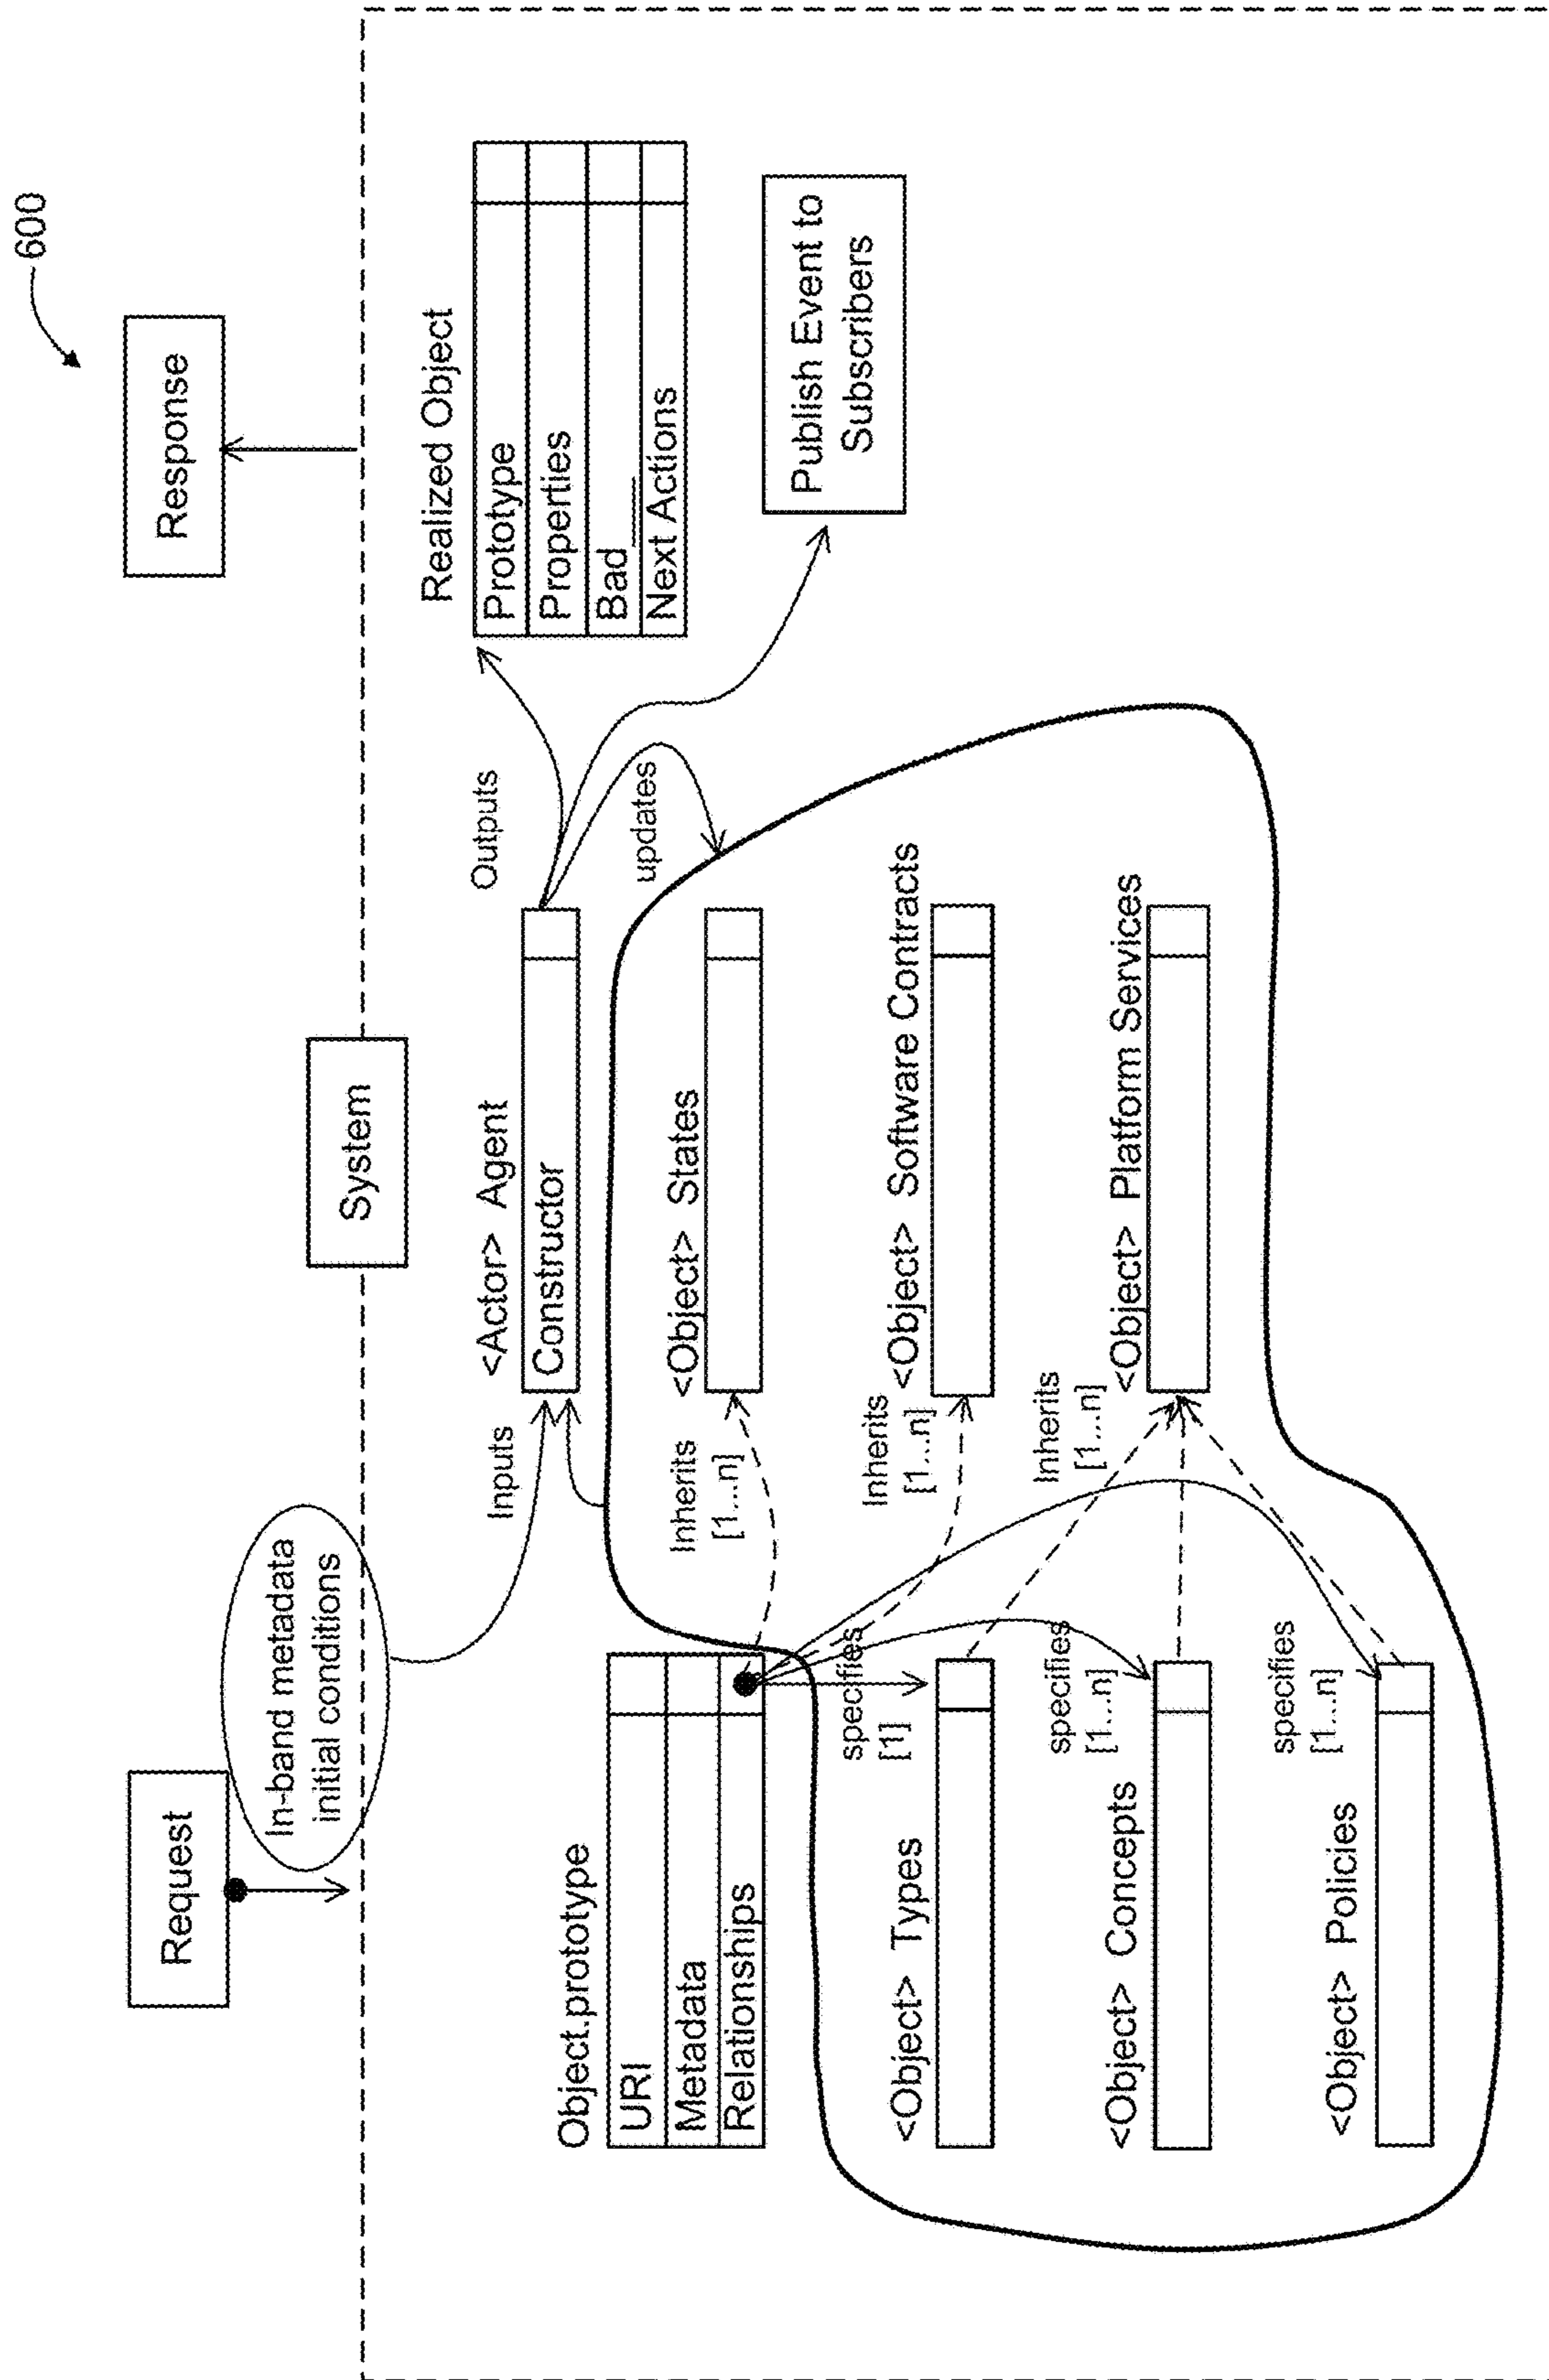 600
Request
In-band metadata
initial conditions
System
Response
Object.prototype
URI
Metadata
Relationships
Inputs
<Actor> Agent
Constructor
Outputs
updates
Realized Object
Prototype
Properties
Bad___
Next Actions
Publish Event to
Subscribers
Inherits
[1...n]
<Object> States
specifies
[1]
<Object> Types
Inherits
[1...n]
<Object> Software Contracts
specifies
[1...n]
<Object> Concepts
Inherits
[1...n]
<Object> Platform Services
specifies
[1...n]
<Object> Policies